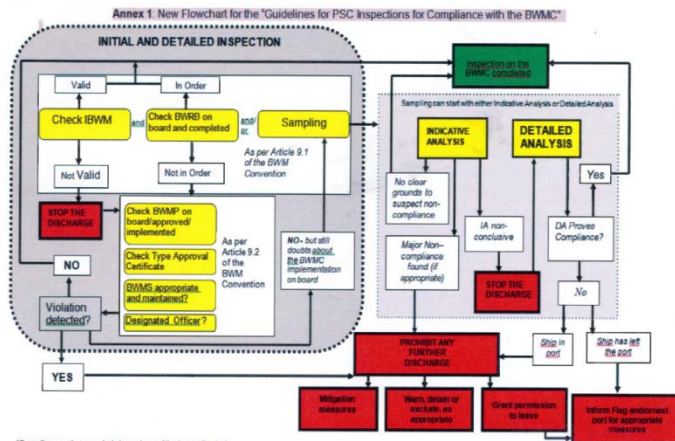 Annex 1. New Flowchart for the "Guidelines for PSC Inspections for Compliance with the BWMC"
INITIAL AND DETAILED INSPECTION
Valid
In Order
Check IBWM
and
Check BWRB on
board and completed
and/
or
Sampling
As per Article 9.1
of the BWM
Convention
Not Valid
Not in Order
STOP THE
DISCHARGE
Check BWMP on
board/approved/
implemented
Check Type Approval
Certificate
BWMS appropriate
and maintained?
Designated Officer ?
As per
Article 9.2
of the
BWM
Convention
NO- but still
doubts about
the BWMC
implementation
on board
NO
Violation
detected?
YES
Inspection on the
BWMC completed
Sampling can start with either Indicative Analysis or Detailed Analysis
INDICATIVE
ANALYSIS
DETAILED
ANALYSIS
Yes
No clear
grounds to
suspect non-
compliance
Major Non-
compliance
found (if
appropriate)
IA non-
conclusive
DA Proves
Compliance?
STOP THE
DISCHARGE
No
Ship in
port
Ship has left
the port
PROHIBIT ANY
FURTHER
DISCHARGE
Mitigation
measures
Warn, detain or
exclude, as
appropriate
Grant permission
to leave
Inform Flag and/or next
port for appropriate
measures